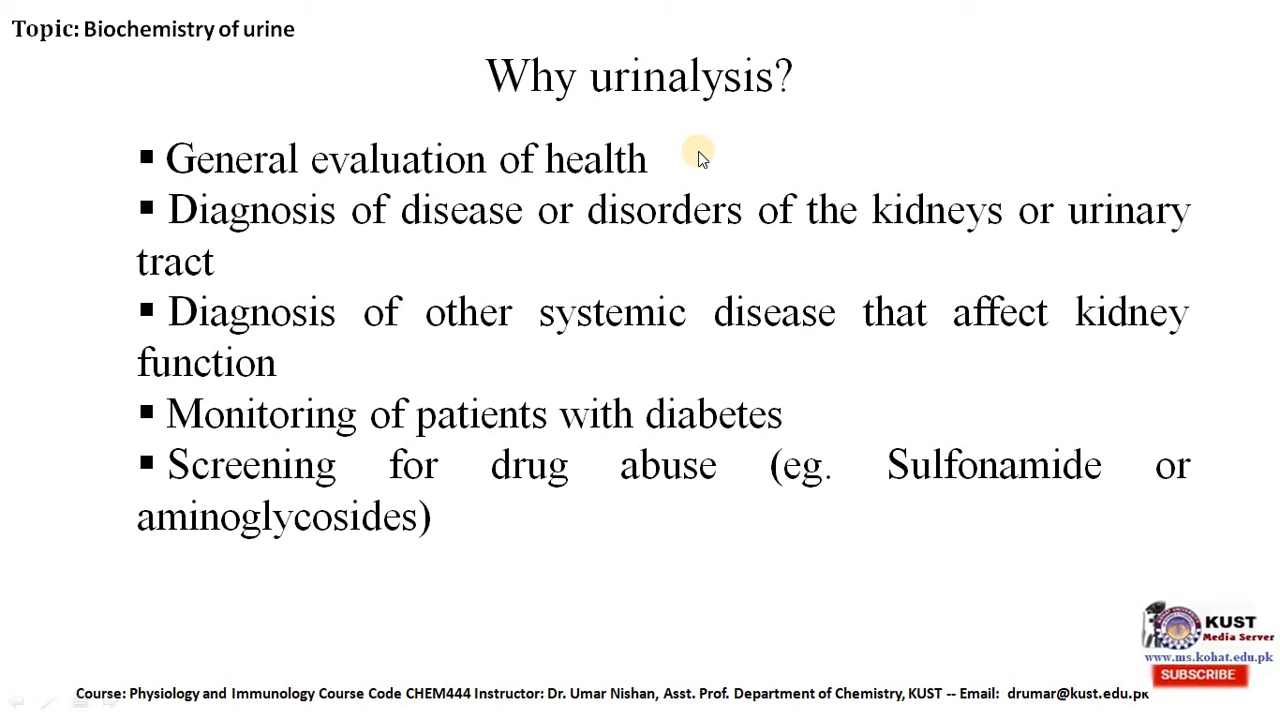 Topic: Biochemistry of urine
Why urinalysis?
▪ General evaluation of health
▪ Diagnosis of disease or disorders of the kidneys or urinary
tract
▪ Diagnosis of other systemic disease that affect kidney
function
▪ Monitoring of patients with diabetes
▪ Screening for drug abuse (eg. Sulfonamide or
aminoglycosides)
KUST
Media Server
www.ms.kohat.edu.pk
SUBSCRIBE
Course: Physiology and Immunology Course Code CHEM444 Instructor: Dr. Umar Nishan, Asst. Prof. Department of Chemistry, KUST -- Email: drumar@kust.edu.pk